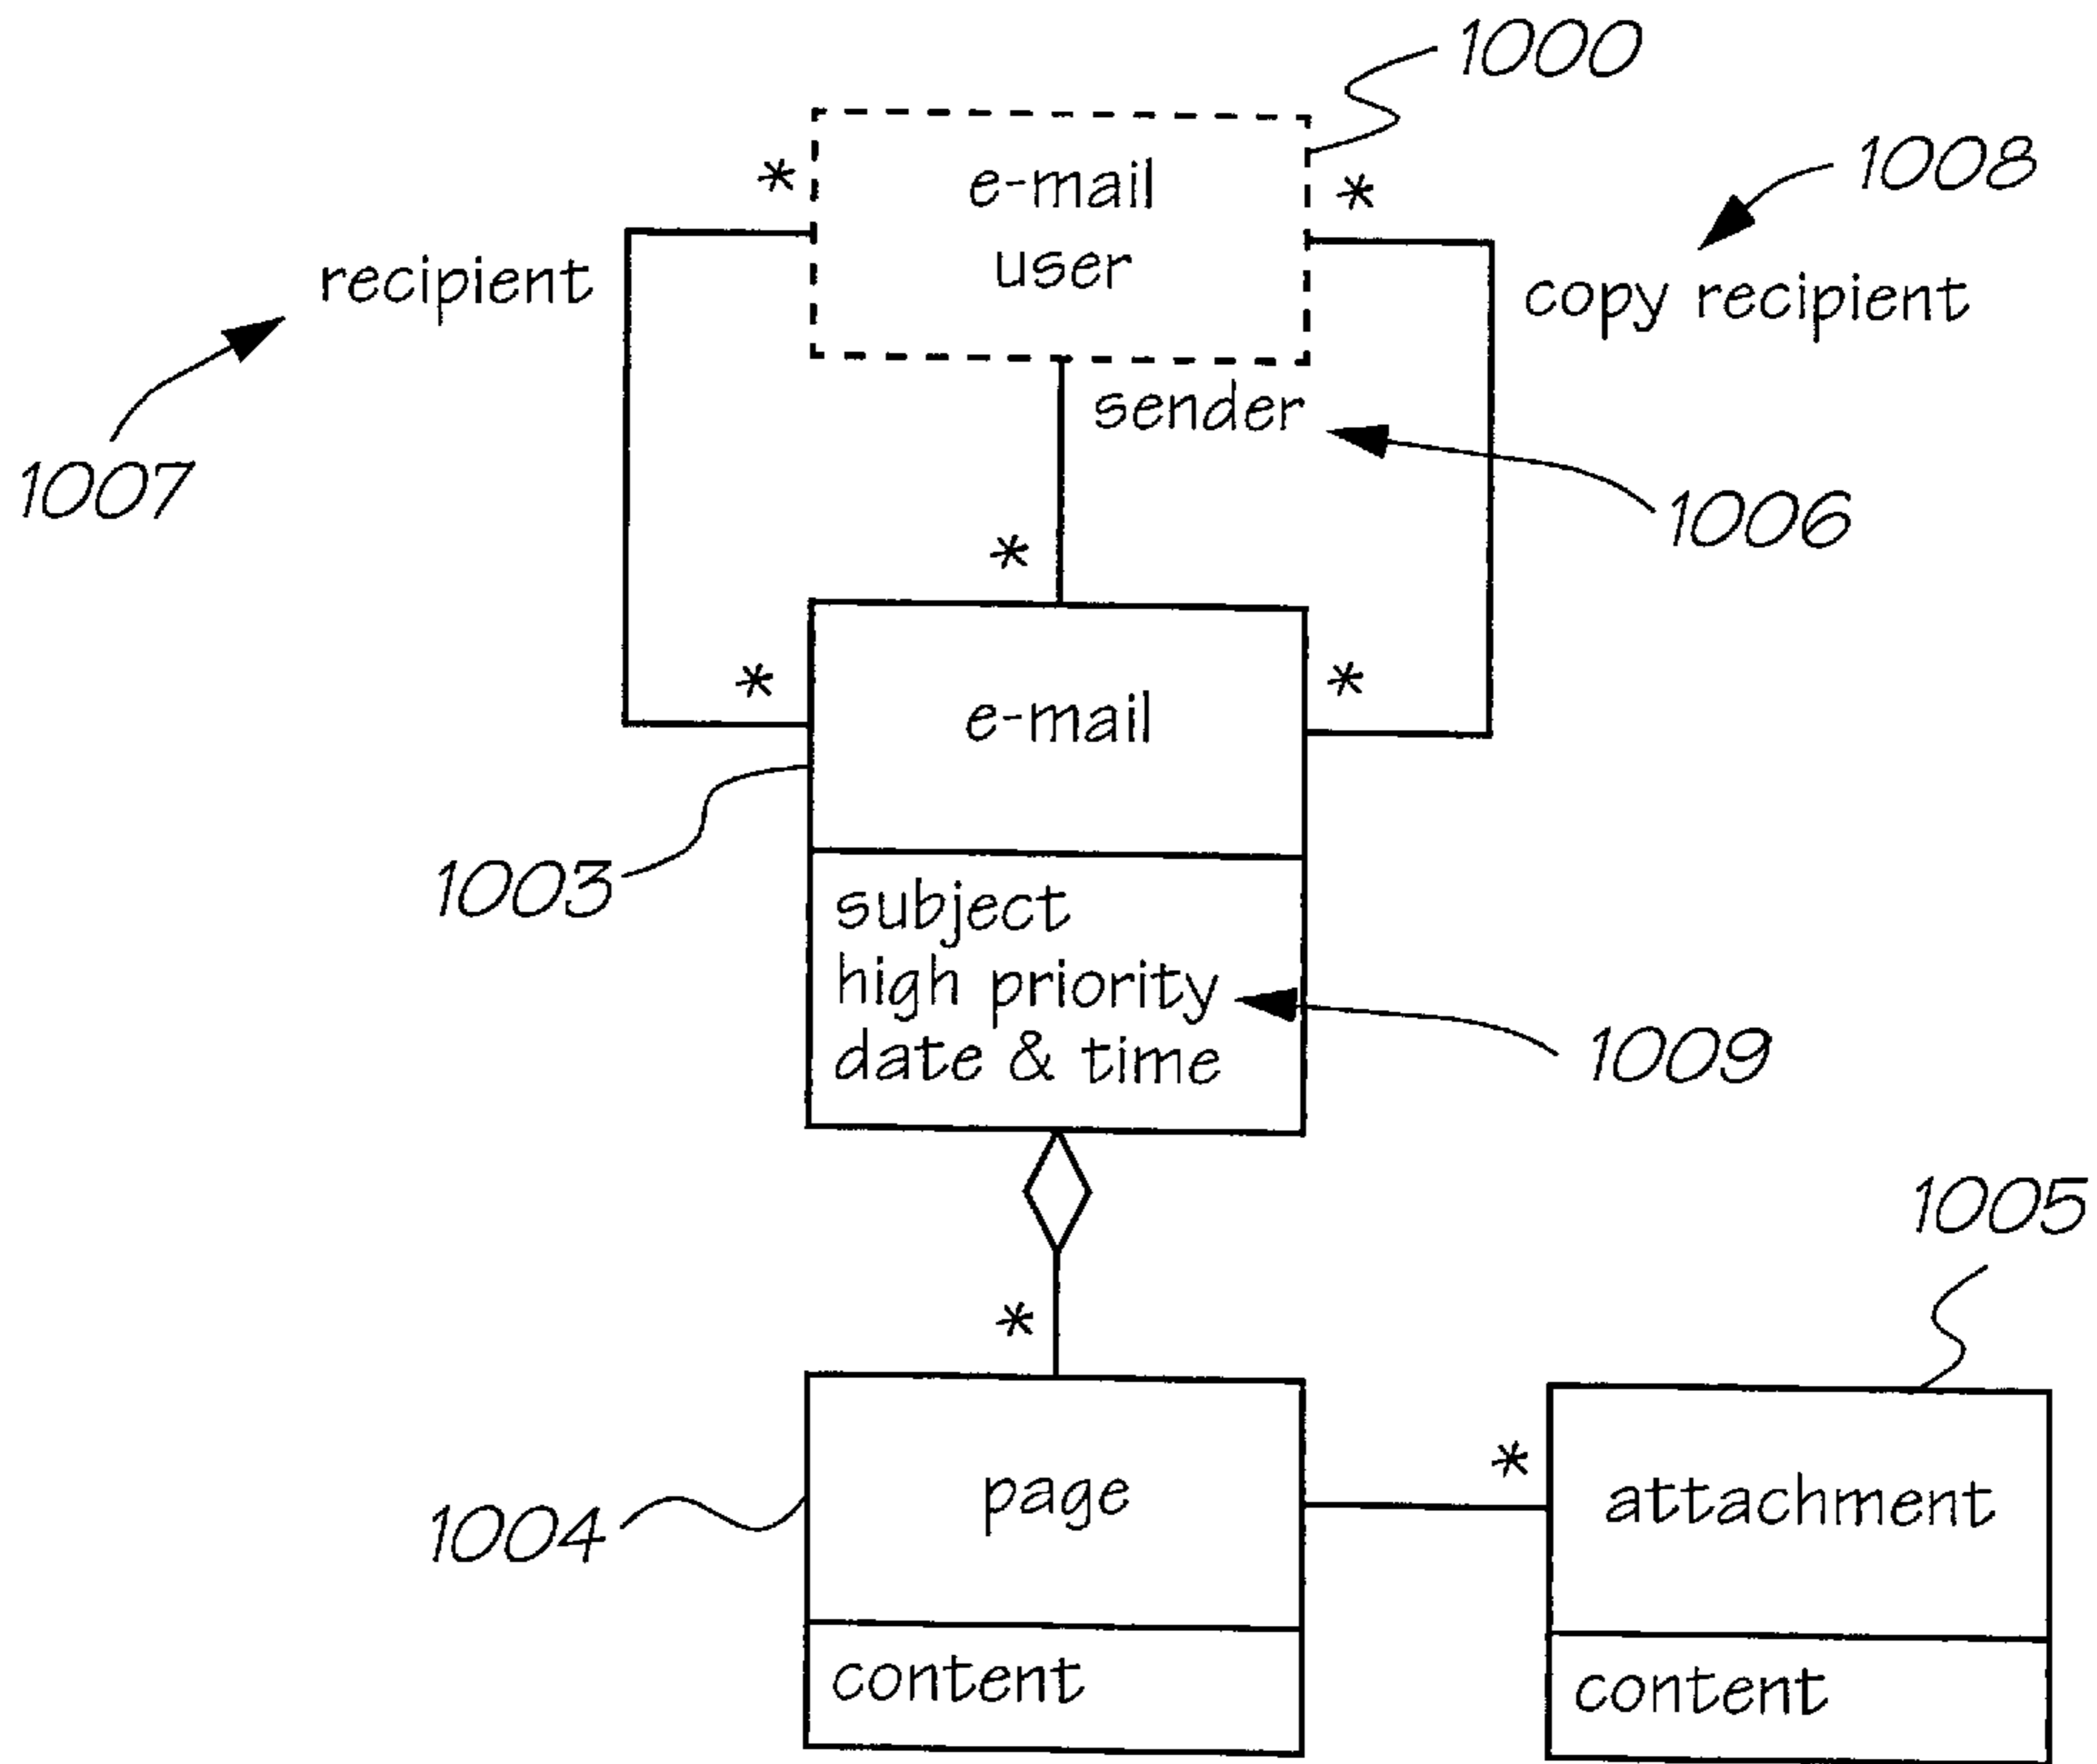 1000
*
e-mail
user
*
1008
recipient
copy recipient
sender
1007
1006
*
*
e-mail
*
1003
subject
high priority
date & time
1009
1005
*
page
*
attachment
1004
content
content